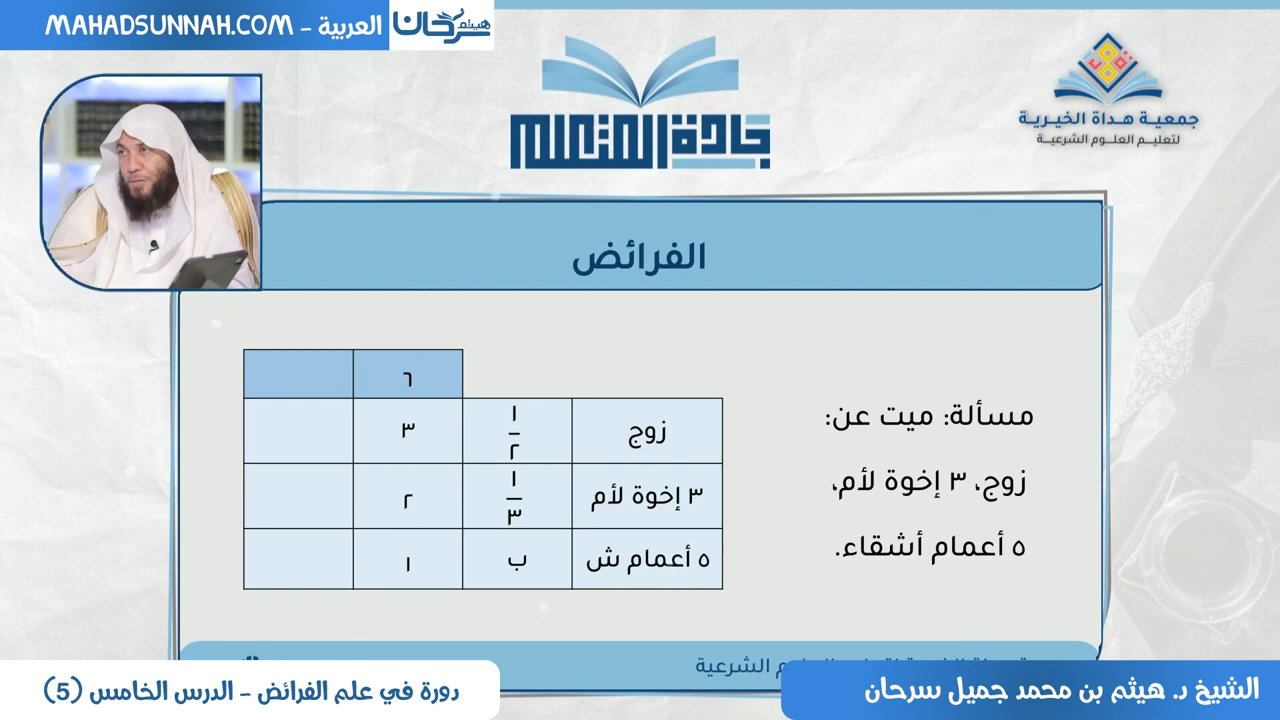 العربية - MAHADSUNNAH.COM
هيثم سرحان
جادة المتعلم
جمعية هداة الخيرية
لتعليم العلوم الشرعية
الفرائض
مسألة: ميت عن:
زوج، ٣ إخوة لأم،
٥ أعمام أشقاء.
٦
زوج ١/٢ ٣
٣ إخوة لأم ١/٣ ٢
٥ أعمام ش ب ١
الشرعية
الشيخ د. هيثم بن محمد جميل سرحان
دورة في علم الفرائض - الدرس الخامس (5)